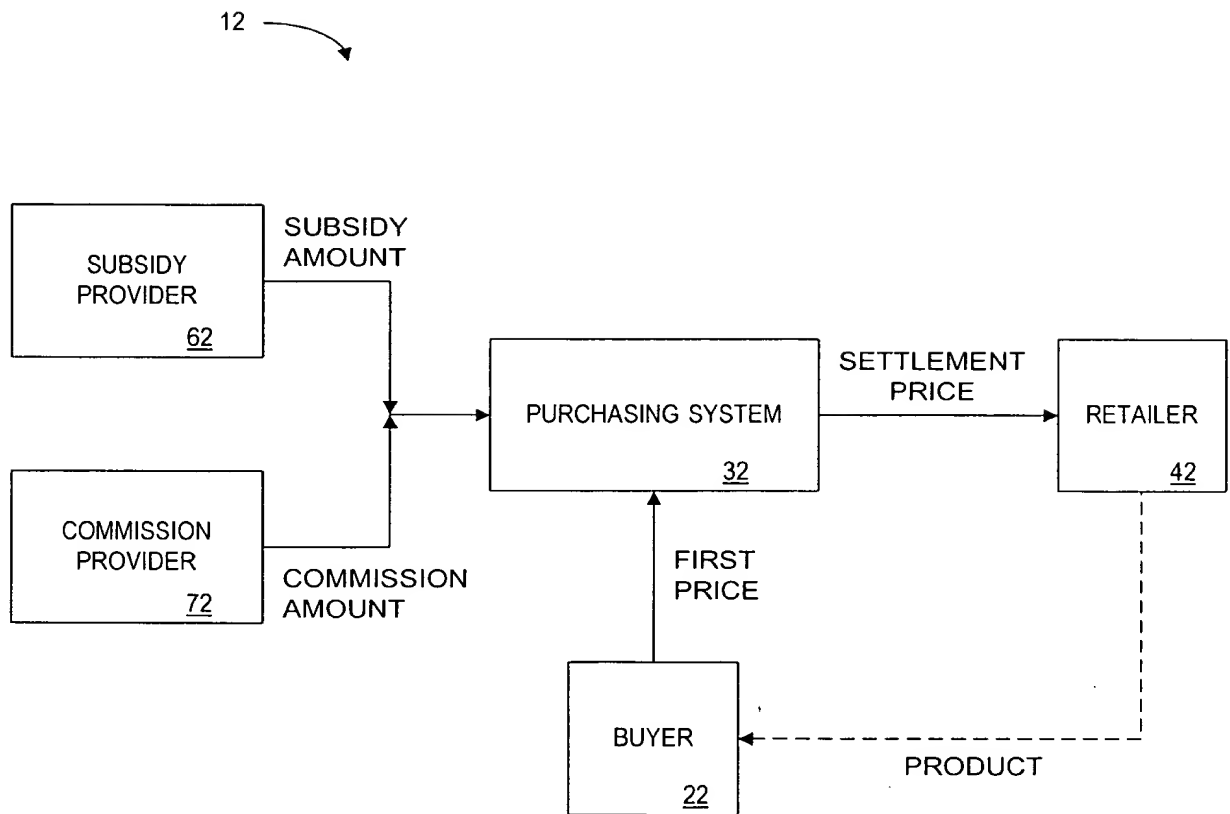 12
SUBSIDY
AMOUNT
SUBSIDY
PROVIDER
62
SETTLEMENT
PRICE
PURCHASING SYSTEM
32
RETAILER
42
COMMISSION
PROVIDER
72
COMMISSION
AMOUNT
FIRST
PRICE
BUYER
22
PRODUCT